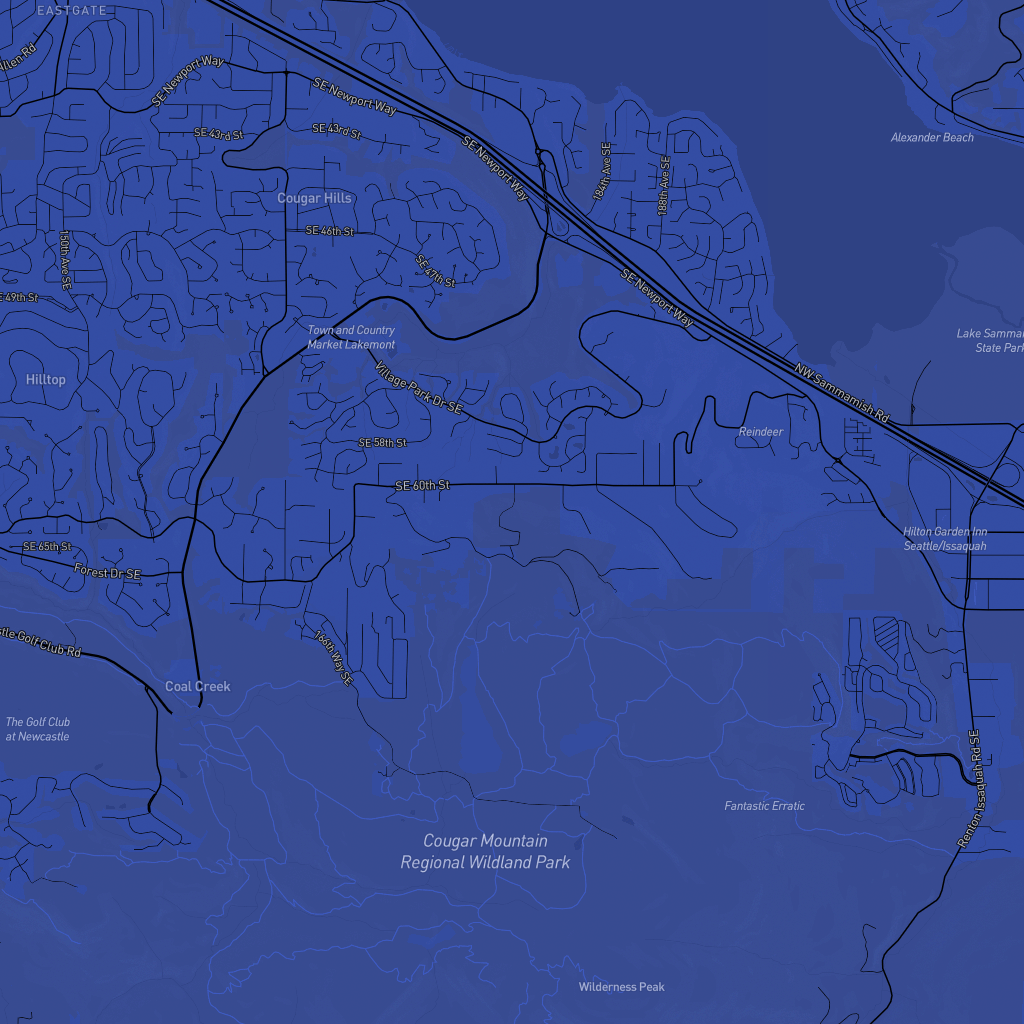 EASTGATE
Allen Rd
SE Newport Way
SE Newport Way
SE 43rd St
SE 43rd St
SE Newport Way
184th Ave SE
188th Ave SE
Alexander Beach
Cougar Hills
SE 46th St
150th Ave SE
SE 47th St
SE Newport Way
SE 49th St
Town and Country
Market Lakemont
Lake Sammam
State Park
Hilltop
Village Park Dr SE
NW Sammamish Rd
Reindeer
SE 58th St
SE 60th St
Hilton Garden Inn
Seattle/Issaquah
SE 65th St
Forest Dr SE
stle Golf Club Rd
166th Way SE
Coal Creek
The Golf Club
at Newcastle
Renton Issaquah Rd SE
Fantastic Erratic
Cougar Mountain
Regional Wildland Park
Wilderness Peak